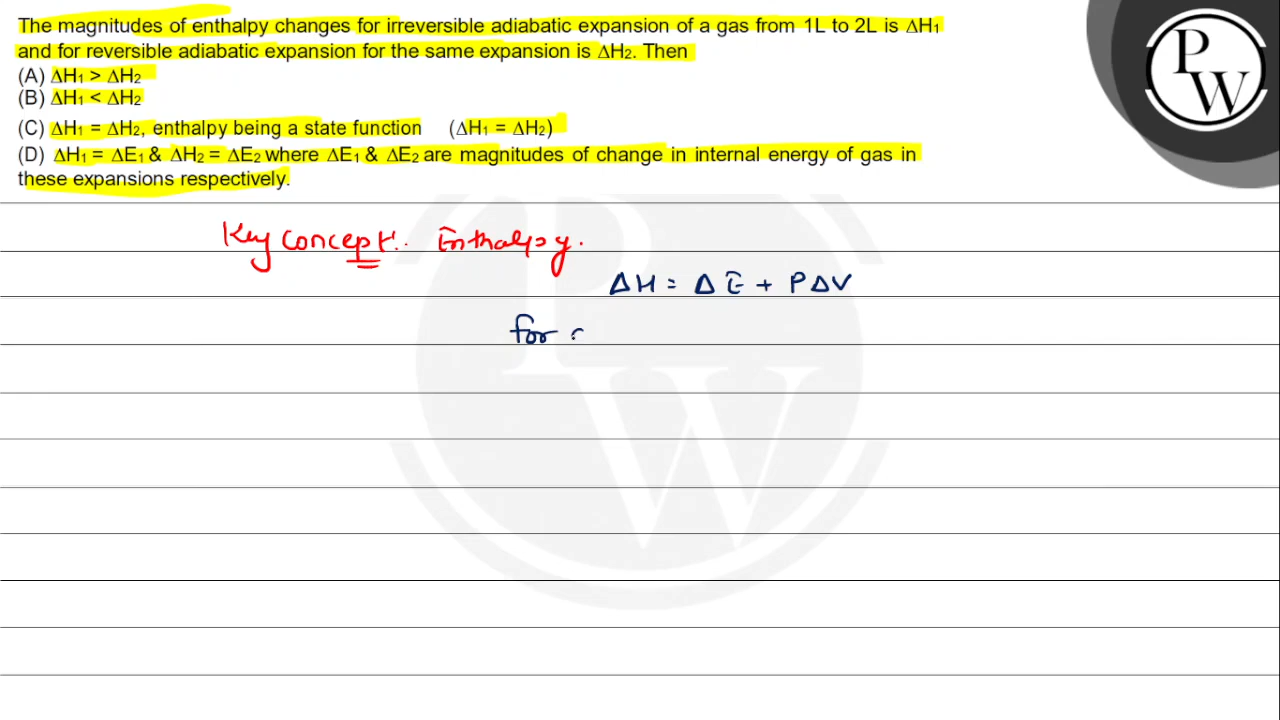 The magnitudes of enthalpy changes for irreversible adiabatic expansion of a gas from 1L to 2L is ΔH₁
and for reversible adiabatic expansion for the same expansion is ΔH₂. Then
(A) ΔH₁ > ΔH₂
(B) ΔH₁ < ΔH₂
(C) ΔH₁ = ΔH₂, enthalpy being a state function (ΔH₁ = ΔH₂)
(D) ΔH₁ = ΔE₁ & ΔH₂ = ΔE₂ where ΔE₁ & ΔE₂ are magnitudes of change in internal energy of gas in
these expansions respectively.
PW
Key concept:. Enthalpy.
ΔH = ΔE + PΔV
for
PW